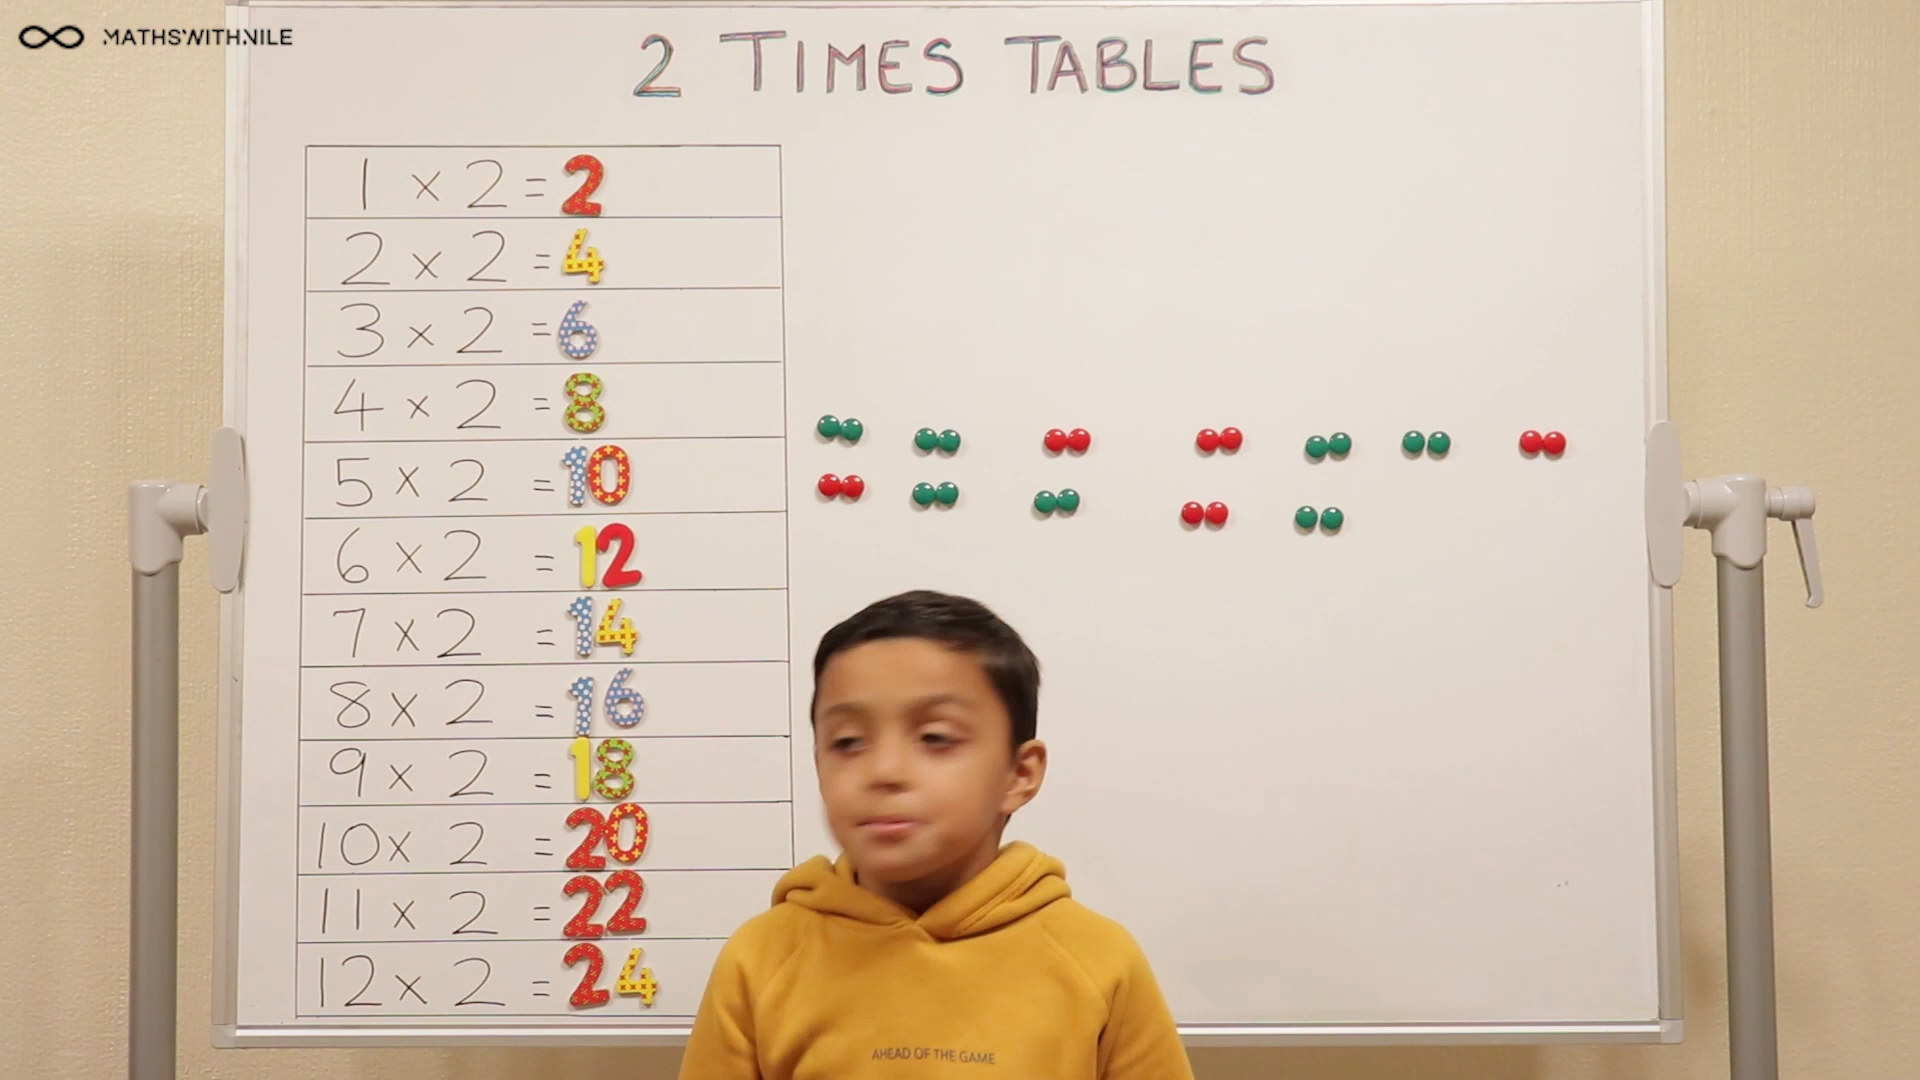 MATHSWITHNILE
2 TIMES TABLES
1 × 2 = 2
2 × 2 = 4
3 × 2 = 6
4 × 2 = 8
5 × 2 = 10
6 × 2 = 12
7 × 2 = 14
8 × 2 = 16
9 × 2 = 18
10 × 2 = 20
11 × 2 = 22
12 × 2 = 24
AHEAD OF THE GAME